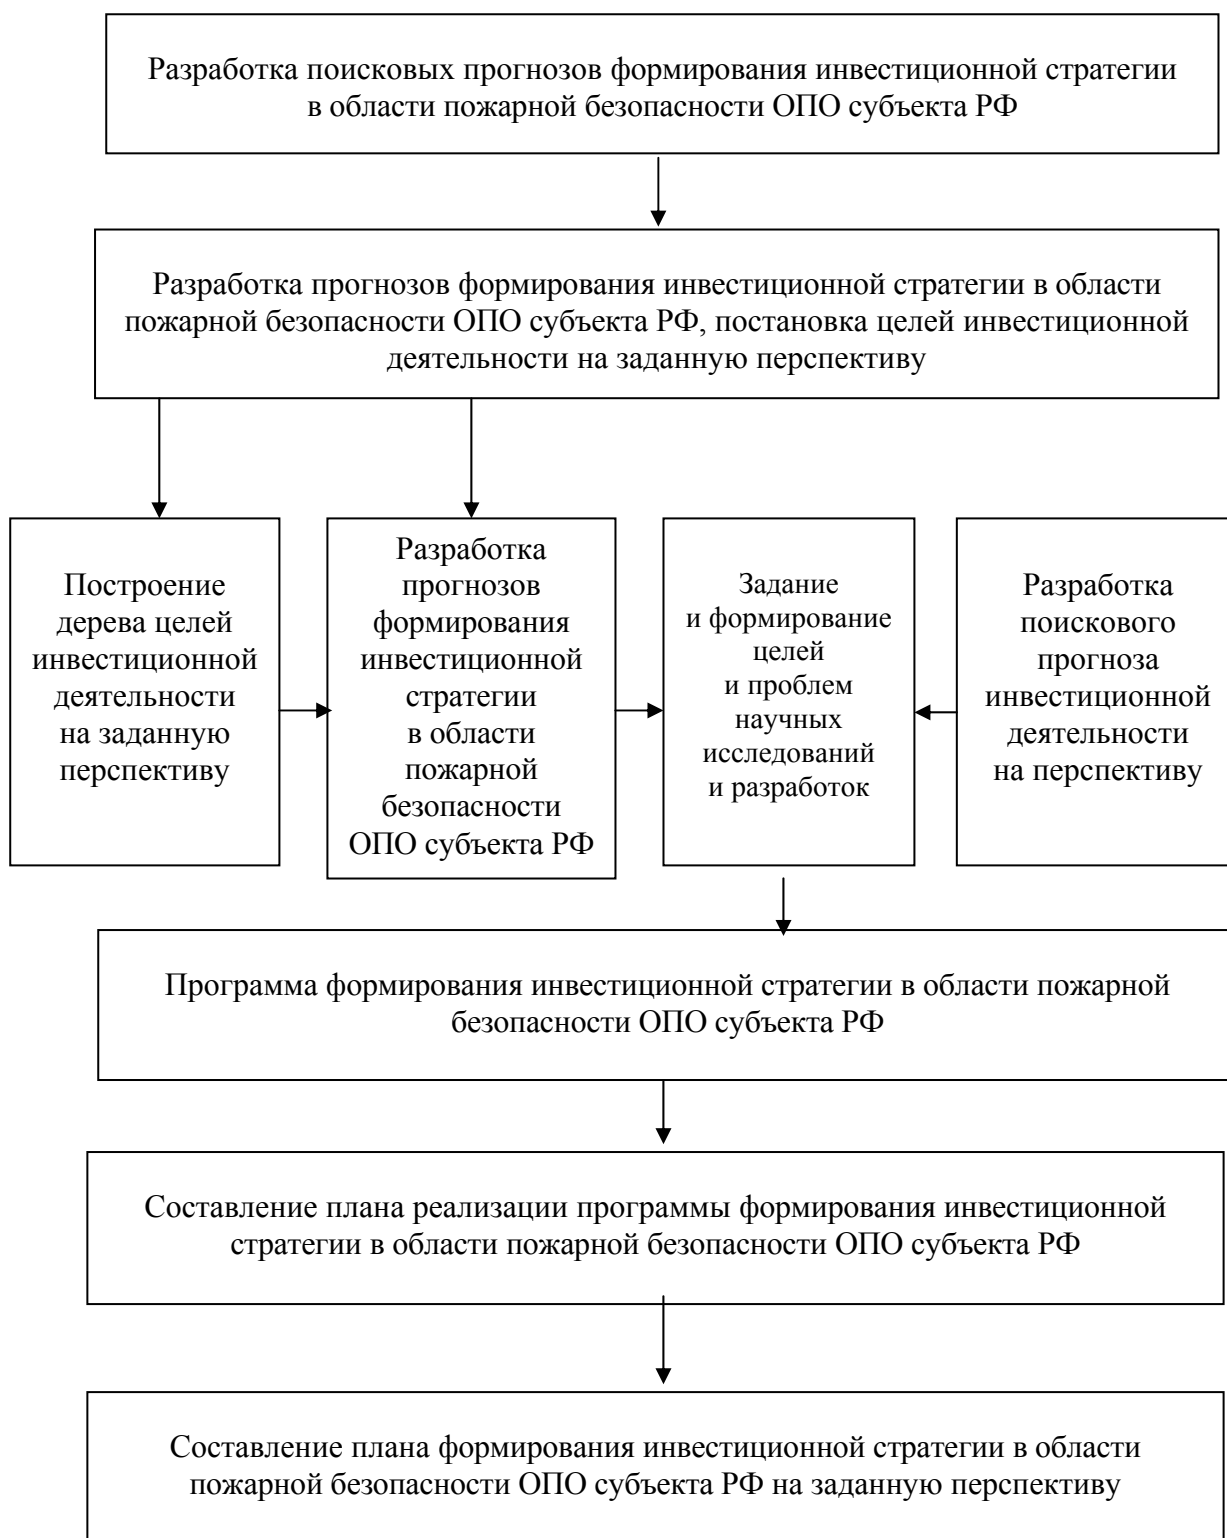 Разработка поисковых прогнозов формирования инвестиционной стратегии
в области пожарной безопасности ОПО субъекта РФ
Разработка прогнозов формирования инвестиционной стратегии в области
пожарной безопасности ОПО субъекта РФ, постановка целей инвестиционной
деятельности на заданную перспективу
Построение
дерева целей
инвестиционной
деятельности
на заданную
перспективу
Разработка
прогнозов
формирования
инвестиционной
стратегии
в области
пожарной
безопасности
ОПО субъекта РФ
Задание
и формирование
целей
и проблем
научных
исследований
и разработок
Разработка
поискового
прогноза
инвестиционной
деятельности
на перспективу
Программа формирования инвестиционной стратегии в области пожарной
безопасности ОПО субъекта РФ
Составление плана реализации программы формирования инвестиционной
стратегии в области пожарной безопасности ОПО субъекта РФ
Составление плана формирования инвестиционной стратегии в области
пожарной безопасности ОПО субъекта РФ на заданную перспективу